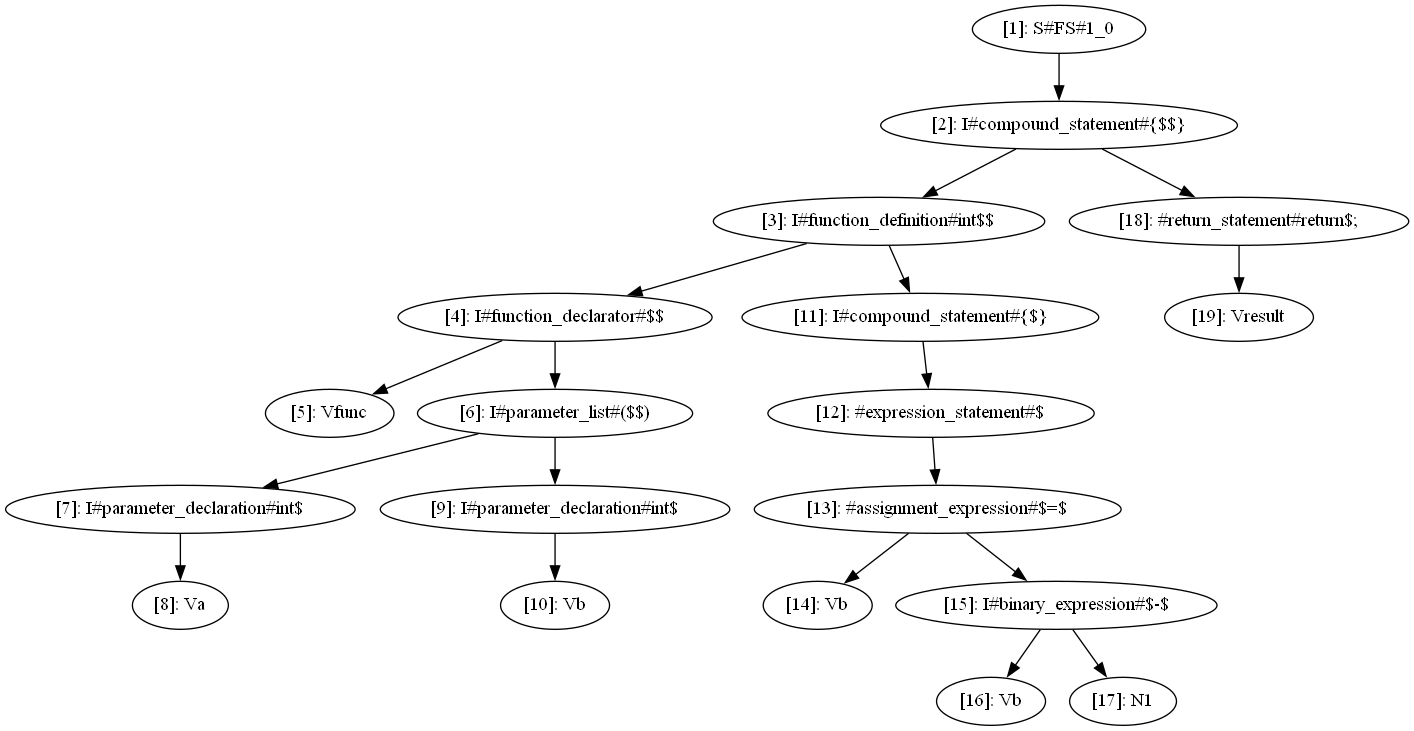 [1]: S#FS#1_0
[2]: I#compound_statement#{$$}
[3]: I#function_definition#int$$
[18]: #return_statement#return$;
[4]: I#function_declarator#$$
[11]: I#compound_statement#{$}
[19]: Vresult
[5]: Vfunc
[6]: I#parameter_list#($$)
[12]: #expression_statement#$
[7]: I#parameter_declaration#int$
[9]: I#parameter_declaration#int$
[13]: #assignment_expression#$=$
[8]: Va
[10]: Vb
[14]: Vb
[15]: I#binary_expression#$-$
[16]: Vb
[17]: N1